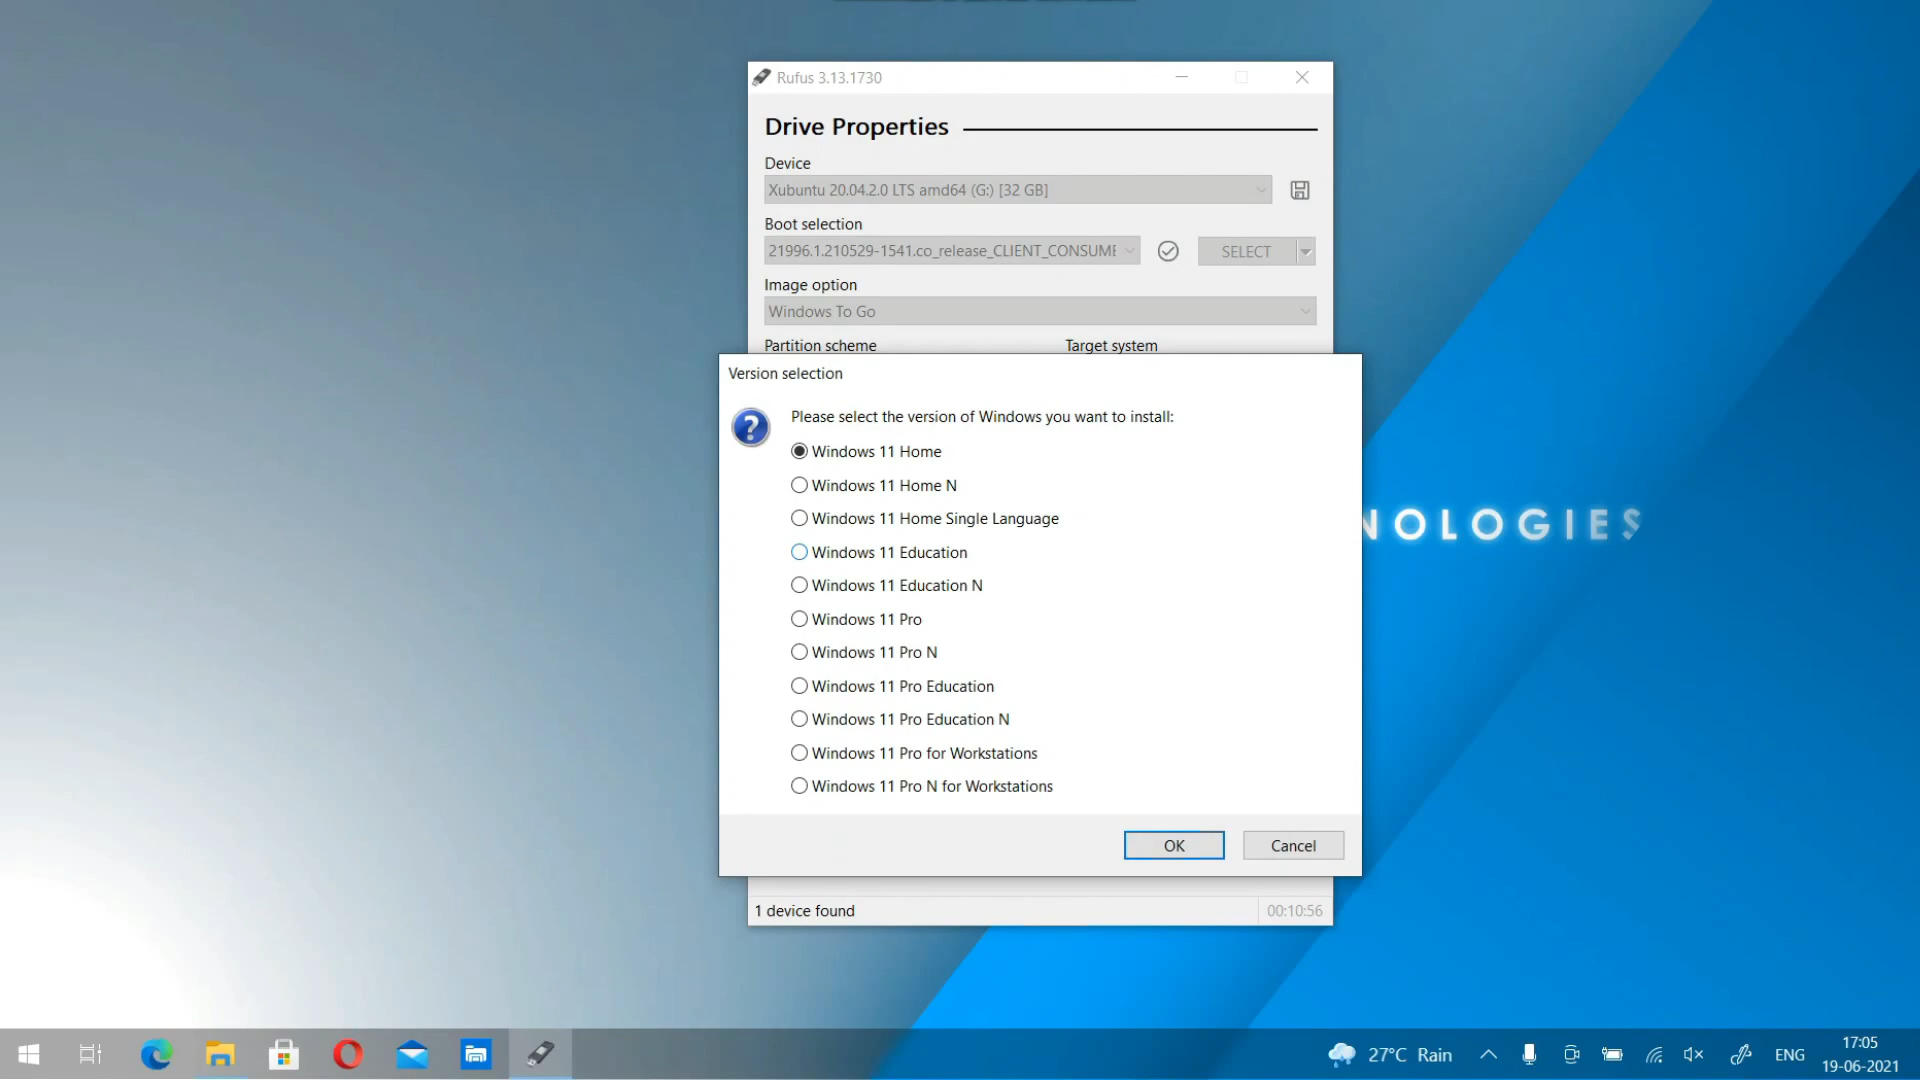 Rufus 3.13.1730
Drive Properties
Device
Xubuntu 20.04.2.0 LTS amd64 (G:) [32 GB]
Boot selection
21996.1.210529-1541.co_release_CLIENT_CONSUME
SELECT
Image option
Windows To Go
Partition scheme
Target system
Version selection
?
Please select the version of Windows you want to install:
Windows 11 Home
Windows 11 Home N
Windows 11 Home Single Language
NOLOGIES
Windows 11 Education
Windows 11 Education N
Windows 11 Pro
Windows 11 Pro N
Windows 11 Pro Education
Windows 11 Pro Education N
Windows 11 Pro for Workstations
Windows 11 Pro N for Workstations
OK
Cancel
1 device found
00:10:56
27°C Rain
ENG
17:05
19-06-2021